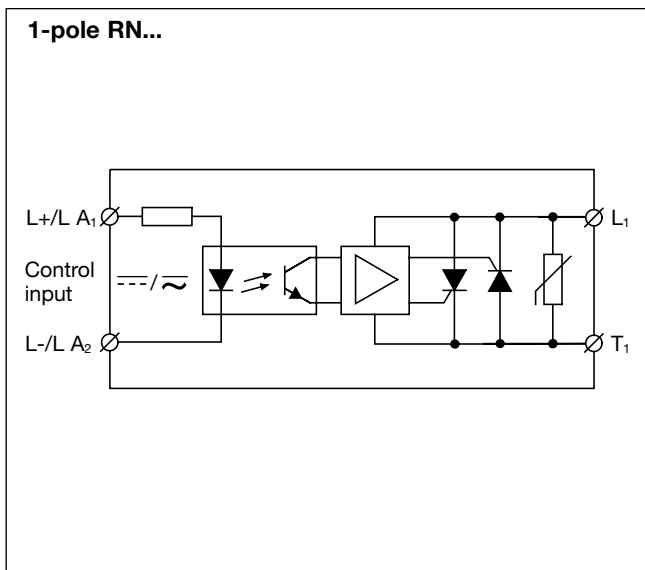 1-pole RN...
L+/L A₁
L₁
Control
input
L-/L A₂
T₁